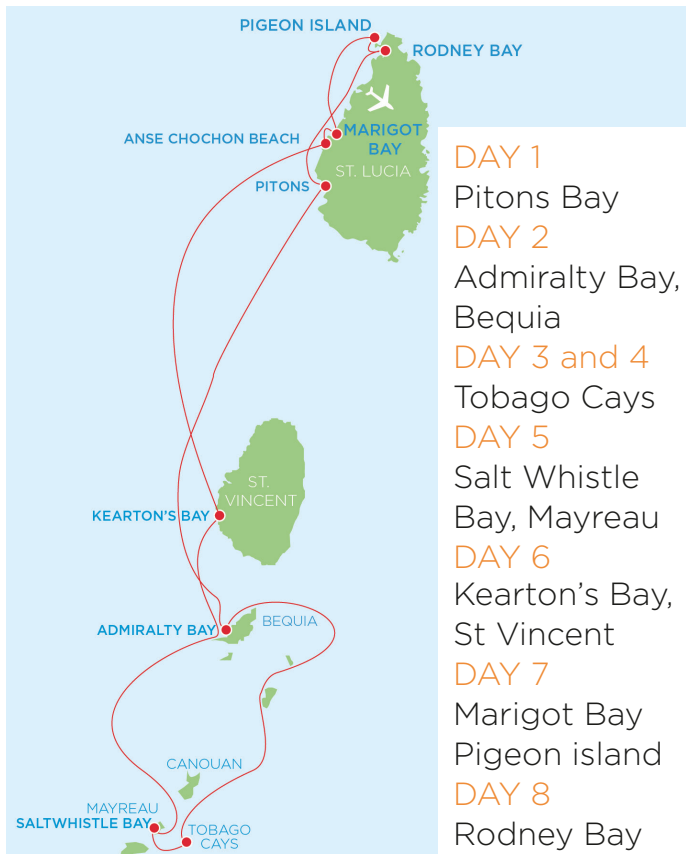 PIGEON ISLAND
RODNEY BAY
ANSE CHOCHON BEACH
MARIGOT
BAY
ST. LUCIA
PITONS
ST.
VINCENT
KEARTON'S BAY
ADMIRALTY BAY
BEQUIA
CANOUAN
MAYREAU
SALTWHISTLE BAY
TOBAGO
CAYS
DAY 1
Pitons Bay
DAY 2
Admiralty Bay,
Bequia
DAY 3 and 4
Tobago Cays
DAY 5
Salt Whistle
Bay, Mayreau
DAY 6
Kearton's Bay,
St Vincent
DAY 7
Marigot Bay
Pigeon island
DAY 8
Rodney Bay